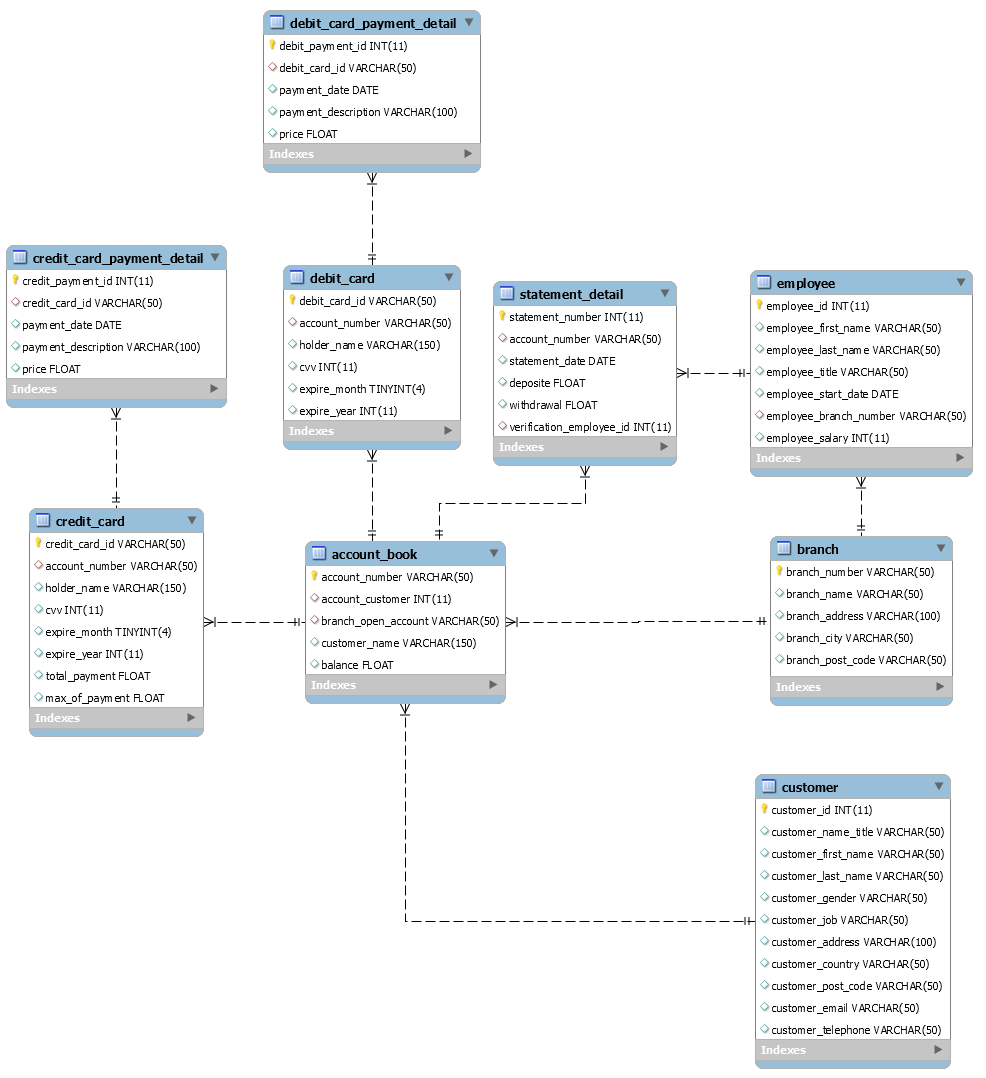 debit_card_payment_detail
debit_payment_id INT(11)
debit_card_id VARCHAR(50)
payment_date DATE
payment_description VARCHAR(100)
price FLOAT
Indexes
credit_card_payment_detail
credit_payment_id INT(11)
credit_card_id VARCHAR(50)
payment_date DATE
payment_description VARCHAR(100)
price FLOAT
Indexes
debit_card
debit_card_id VARCHAR(50)
account_number VARCHAR(50)
holder_name VARCHAR(150)
cvv INT(11)
expire_month TINYINT(4)
expire_year INT(11)
Indexes
statement_detail
statement_number INT(11)
account_number VARCHAR(50)
statement_date DATE
deposite FLOAT
withdrawal FLOAT
verification_employee_id INT(11)
Indexes
employee
employee_id INT(11)
employee_first_name VARCHAR(50)
employee_last_name VARCHAR(50)
employee_title VARCHAR(50)
employee_start_date DATE
employee_branch_number VARCHAR(50)
employee_salary INT(11)
Indexes
credit_card
credit_card_id VARCHAR(50)
account_number VARCHAR(50)
holder_name VARCHAR(150)
cvv INT(11)
expire_month TINYINT(4)
expire_year INT(11)
total_payment FLOAT
max_of_payment FLOAT
Indexes
account_book
account_number VARCHAR(50)
account_customer INT(11)
branch_open_account VARCHAR(50)
customer_name VARCHAR(150)
balance FLOAT
Indexes
branch
branch_number VARCHAR(50)
branch_name VARCHAR(50)
branch_address VARCHAR(100)
branch_city VARCHAR(50)
branch_post_code VARCHAR(50)
Indexes
customer
customer_id INT(11)
customer_name_title VARCHAR(50)
customer_first_name VARCHAR(50)
customer_last_name VARCHAR(50)
customer_gender VARCHAR(50)
customer_job VARCHAR(50)
customer_address VARCHAR(100)
customer_country VARCHAR(50)
customer_post_code VARCHAR(50)
customer_email VARCHAR(50)
customer_telephone VARCHAR(50)
Indexes